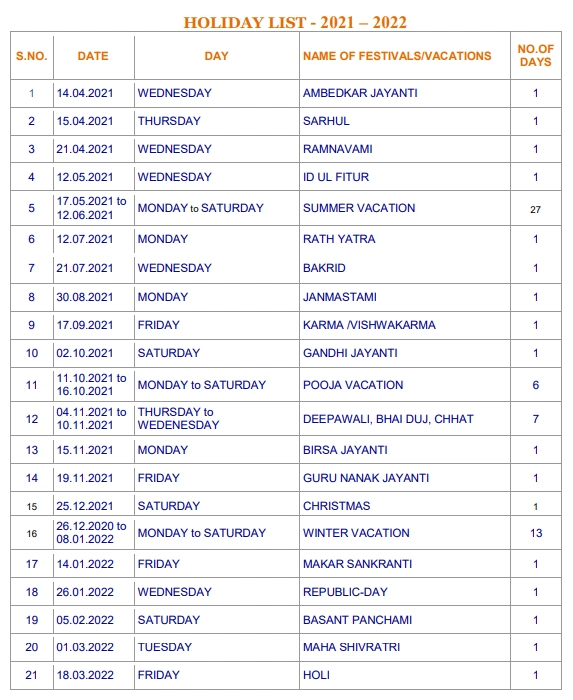 HOLIDAY LIST - 2021 – 2022
S.NO. DATE DAY NAME OF FESTIVALS/VACATIONS NO.OF DAYS
1 14.04.2021 WEDNESDAY AMBEDKAR JAYANTI 1
2 15.04.2021 THURSDAY SARHUL 1
3 21.04.2021 WEDNESDAY RAMNAVAMI 1
4 12.05.2021 WEDNESDAY ID UL FITUR 1
5 17.05.2021 to 12.06.2021 MONDAY to SATURDAY SUMMER VACATION 27
6 12.07.2021 MONDAY RATH YATRA 1
7 21.07.2021 WEDNESDAY BAKRID 1
8 30.08.2021 MONDAY JANMASTAMI 1
9 17.09.2021 FRIDAY KARMA /VISHWAKARMA 1
10 02.10.2021 SATURDAY GANDHI JAYANTI 1
11 11.10.2021 to 16.10.2021 MONDAY to SATURDAY POOJA VACATION 6
12 04.11.2021 to 10.11.2021 THURSDAY to WEDENESDAY DEEPAWALI, BHAI DUJ, CHHAT 7
13 15.11.2021 MONDAY BIRSA JAYANTI 1
14 19.11.2021 FRIDAY GURU NANAK JAYANTI 1
15 25.12.2021 SATURDAY CHRISTMAS 1
16 26.12.2020 to 08.01.2022 MONDAY to SATURDAY WINTER VACATION 13
17 14.01.2022 FRIDAY MAKAR SANKRANTI 1
18 26.01.2022 WEDNESDAY REPUBLIC-DAY 1
19 05.02.2022 SATURDAY BASANT PANCHAMI 1
20 01.03.2022 TUESDAY MAHA SHIVRATRI 1
21 18.03.2022 FRIDAY HOLI 1